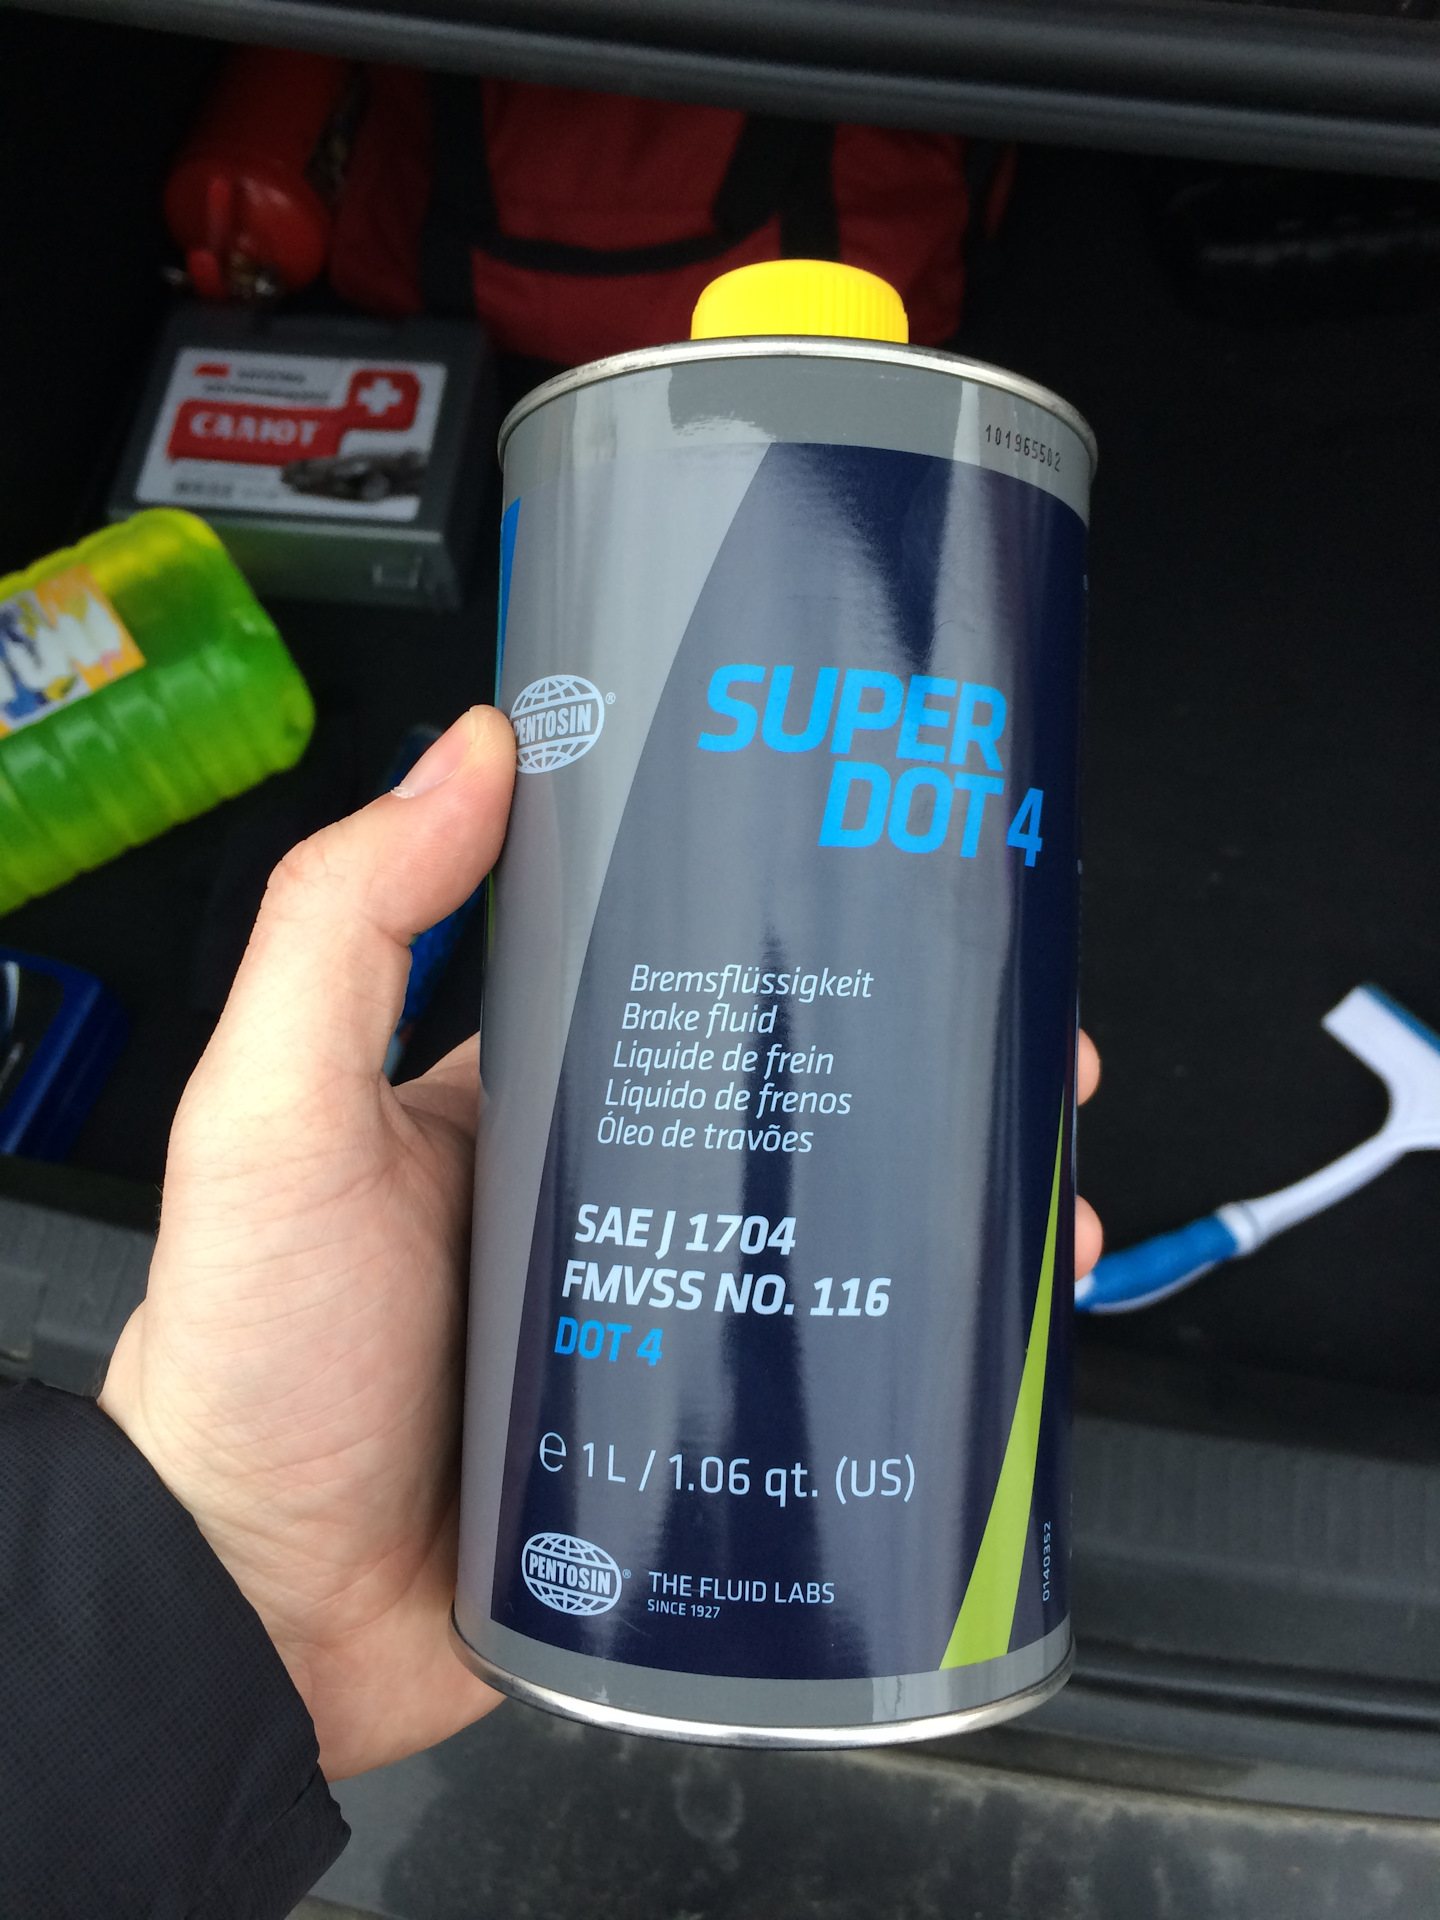 САЛЮТ
101965502
PENTOSIN®
SUPER
DOT 4
Bremsflüssigkeit
Brake fluid
Liquide de frein
Líquido de frenos
Óleo de travões
SAE J 1704
FMVSS NO. 116
DOT 4
e 1 L / 1.06 qt. (US)
PENTOSIN®
THE FLUID LABS
SINCE 1927
0140352